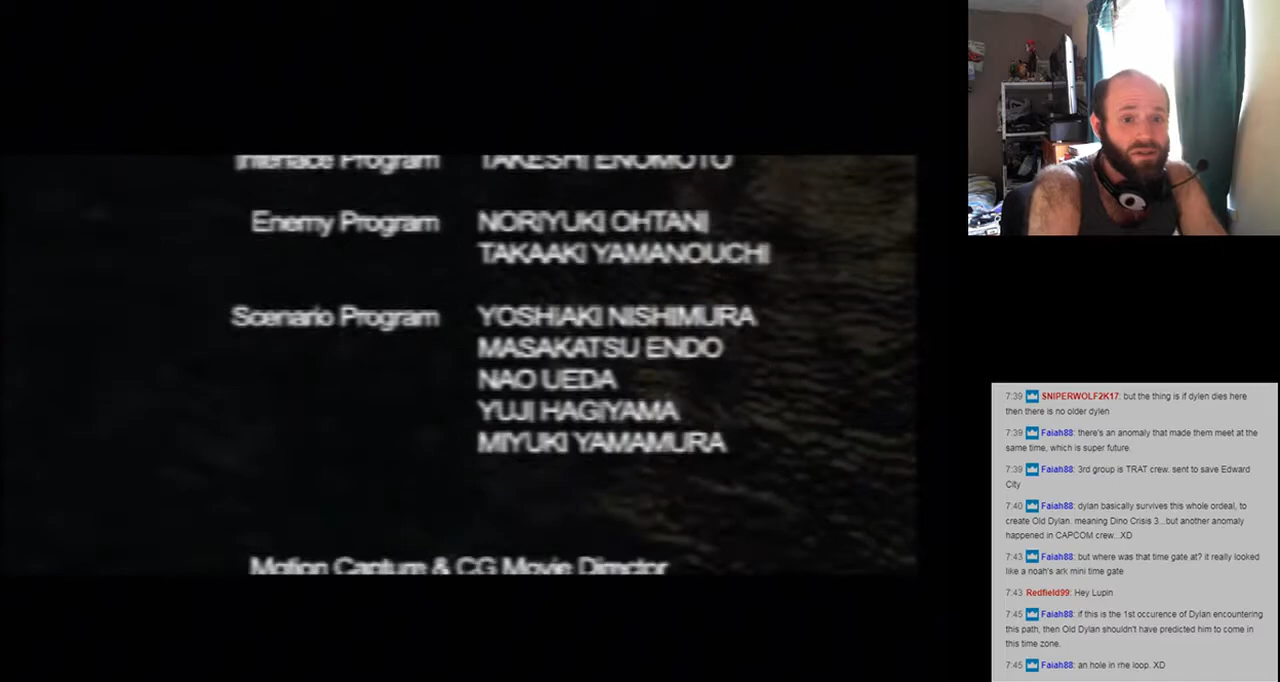 Interface Program TAKESHI ENOMOTO
Enemy Program NORIYUKI OHTANI
TAKAAKI YAMANOUCHI
Scenario Program YOSHIAKI NISHIMURA
MASAKATSU ENDO
NAO UEDA
YUJI HAGIYAMA
MIYUKI YAMAMURA
Motion Capture & CG Movie Director
7:39 SNIPERWOLF2K17: but the thing is if dylen dies here
then there is no older dylen
7:39 Faiah88: there's an anomaly that made them meet at the
same time, which is super future.
7:39 Faiah88: 3rd group is TRAT crew. sent to save Edward
City
7:40 Faiah88: dylan basically survives this whole ordeal, to
create Old Dylan. meaning Dino Crisis 3...but another anomaly
happened in CAPCOM crew...XD
7:43 Faiah88: but where was that time gate at? it really looked
like a noah's ark mini time gate
7:43 Redfield99: Hey Lupin
7:45 Faiah88: if this is the 1st occurence of Dylan encountering
this path, then Old Dylan shouldn't have predicted him to come in
this time zone.
7:45 Faiah88: an hole in rne loop. XD